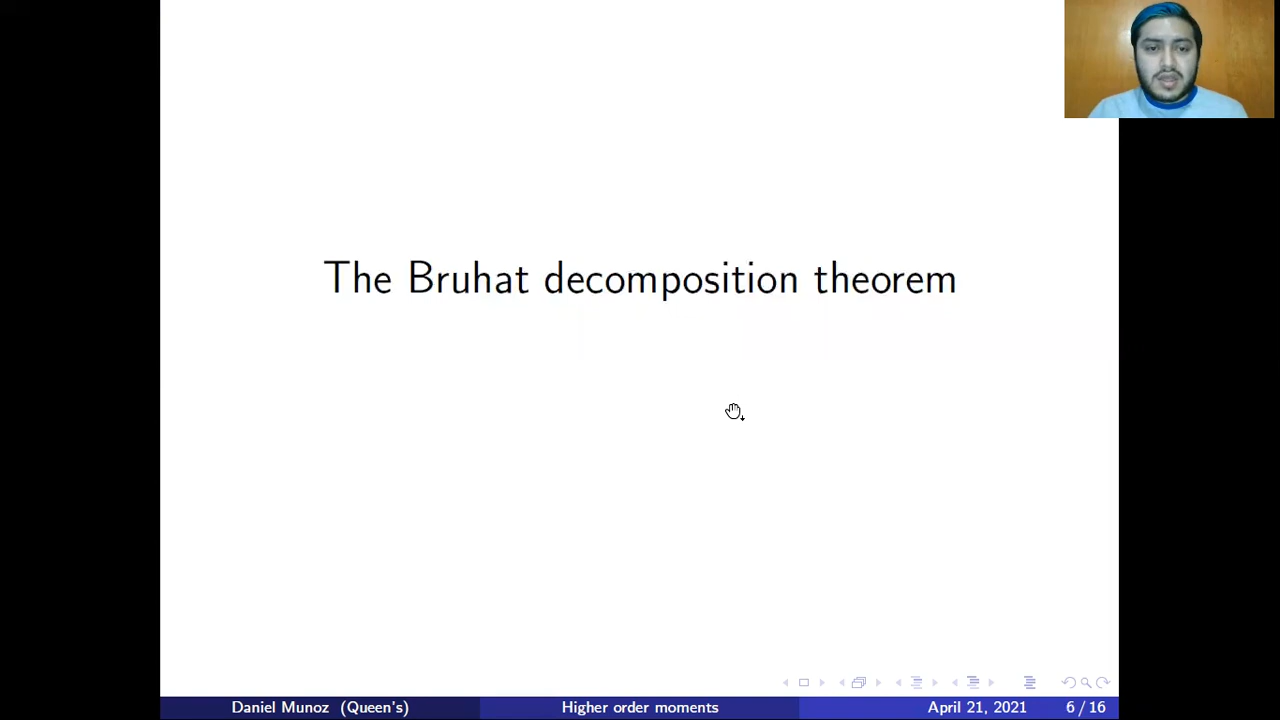 The Bruhat decomposition theorem
Daniel Munoz (Queen's) Higher order moments April 21, 2021 6 / 16